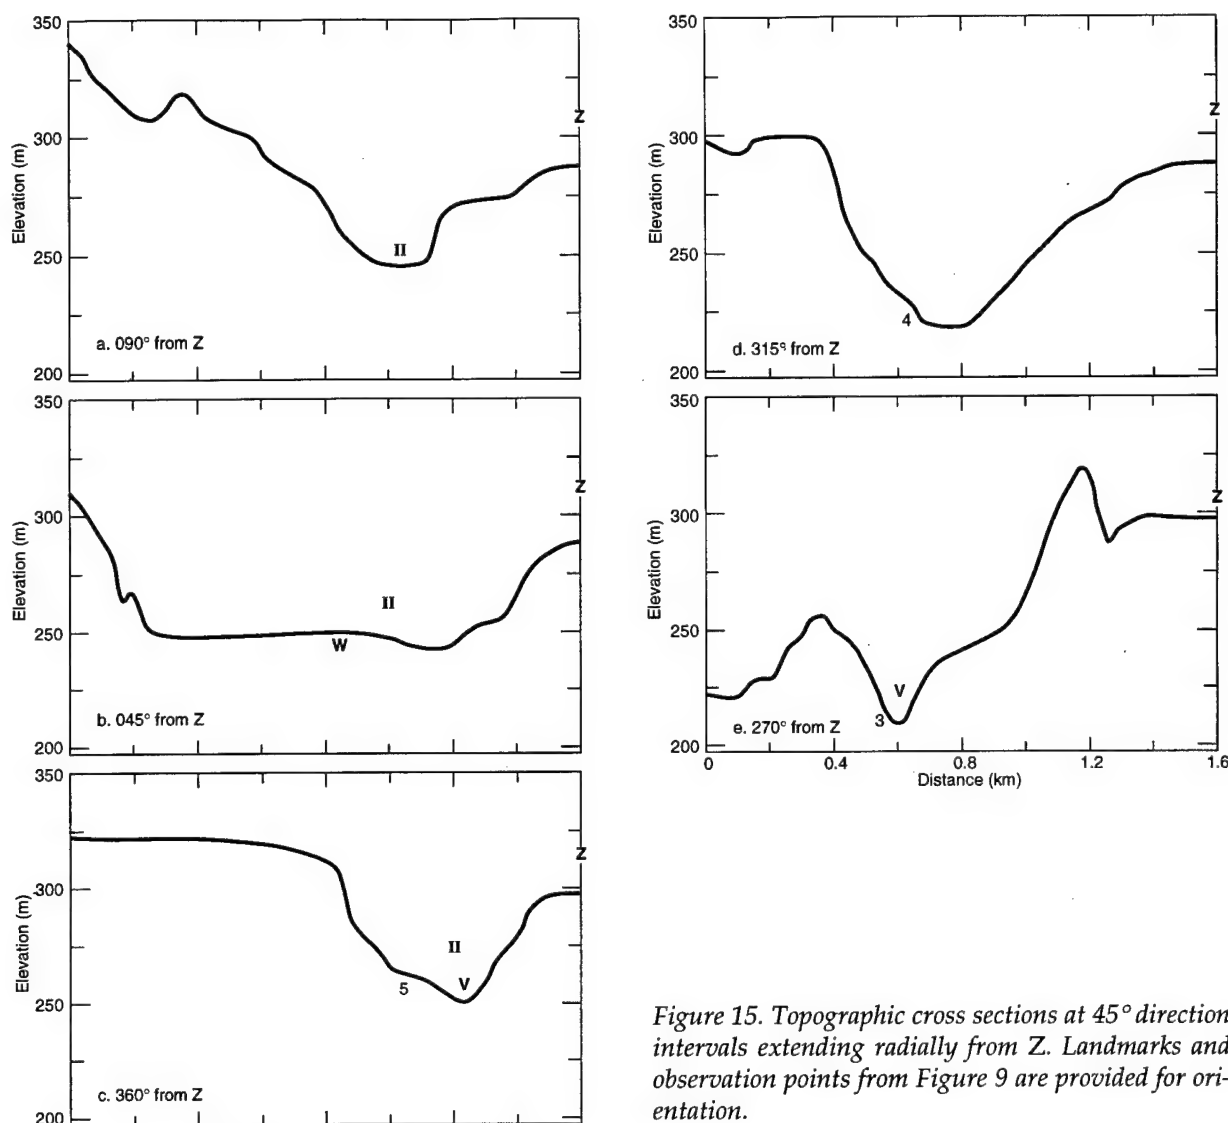 350
300
250
200
Elevation (m)
Z
II
a. 090° from Z
350
300
250
200
Elevation (m)
Z
II
W
b. 045° from Z
350
300
250
200
Elevation (m)
Z
II
V
5
c. 360° from Z
350
300
250
200
Elevation (m)
Z
4
d. 315° from Z
350
300
250
200
Elevation (m)
Z
V
3
e. 270° from Z
0 0.4 0.8 1.2 1.6
Distance (km)
Figure 15. Topographic cross sections at 45° direction
intervals extending radially from Z. Landmarks and
observation points from Figure 9 are provided for ori-
entation.